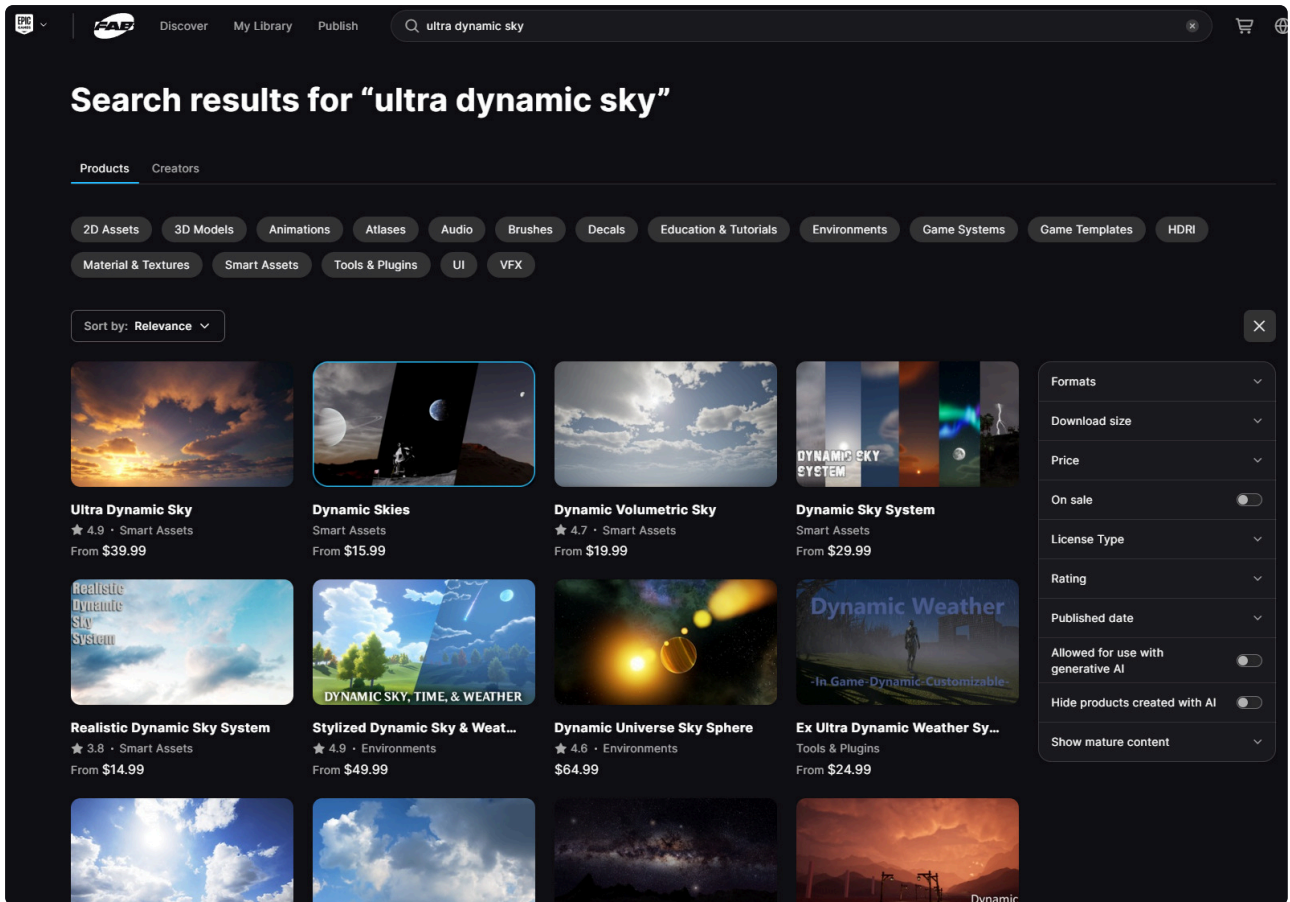 EPIC
GAMES
FAB
Discover
My Library
Publish
ultra dynamic sky
Search results for “ultra dynamic sky”
Products
Creators
2D Assets
3D Models
Animations
Atlases
Audio
Brushes
Decals
Education & Tutorials
Environments
Game Systems
Game Templates
HDRI
Material & Textures
Smart Assets
Tools & Plugins
UI
VFX
Sort by: Relevance
DYNAMIC SKY
SYSTEM
Ultra Dynamic Sky
4.9 · Smart Assets
From $39.99
Dynamic Skies
Smart Assets
From $15.99
Dynamic Volumetric Sky
4.7 · Smart Assets
From $19.99
Dynamic Sky System
Smart Assets
From $29.99
Realistic
Dynamic
Sky
System
DYNAMIC SKY, TIME, & WEATHER
Dynamic Weather
-In Game-Dynamic-Customizable-
Realistic Dynamic Sky System
3.8 · Smart Assets
From $14.99
Stylized Dynamic Sky & Weat...
4.9 · Environments
From $49.99
Dynamic Universe Sky Sphere
4.6 · Environments
$64.99
Ex Ultra Dynamic Weather Sy...
Tools & Plugins
From $24.99
Dynamic
Formats
Download size
Price
On sale
License Type
Rating
Published date
Allowed for use with
generative AI
Hide products created with AI
Show mature content